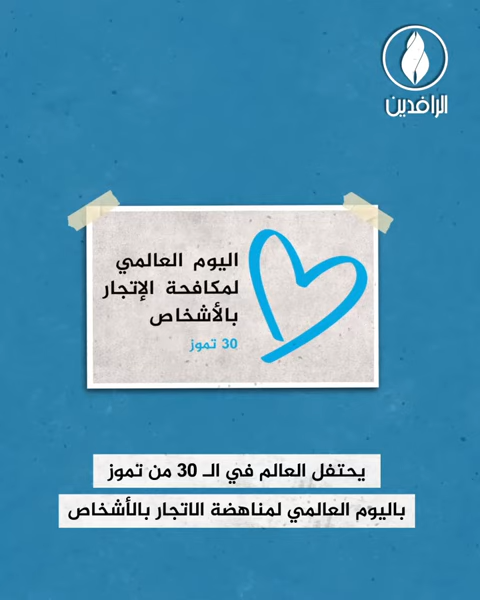 الرافدين
اليوم العالمي
لمكافحة الإتجار
بالأشخاص
30 تموز
يحتفل العالم في الـ 30 من تموز
باليوم العالمي لمناهضة الاتجار بالأشخاص